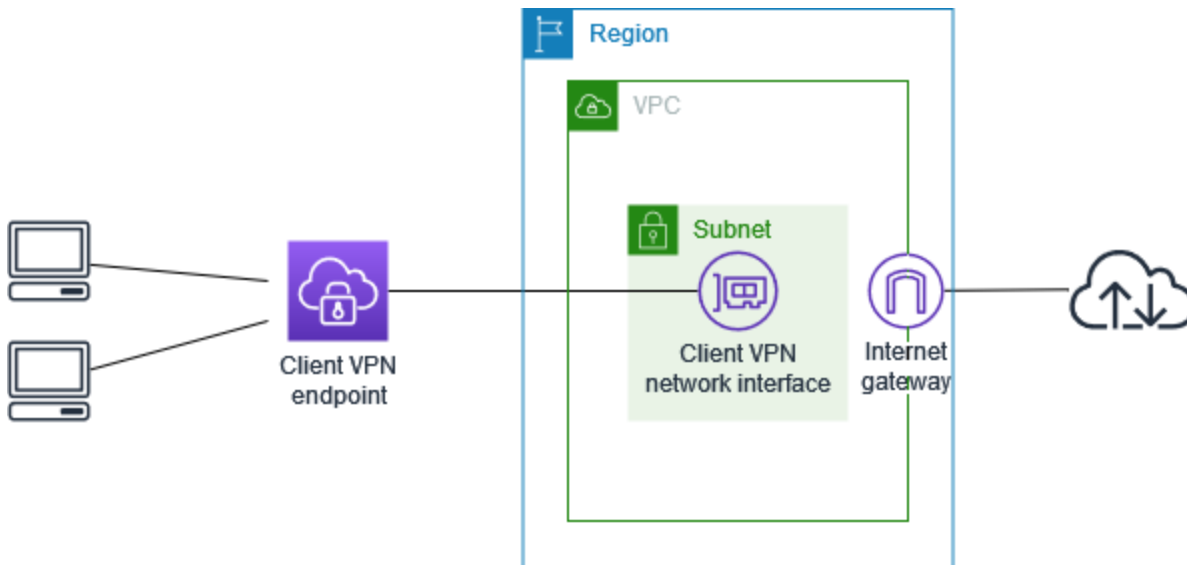 Region
VPC
Subnet
Client VPN
endpoint
Client VPN
network interface
Internet
gateway